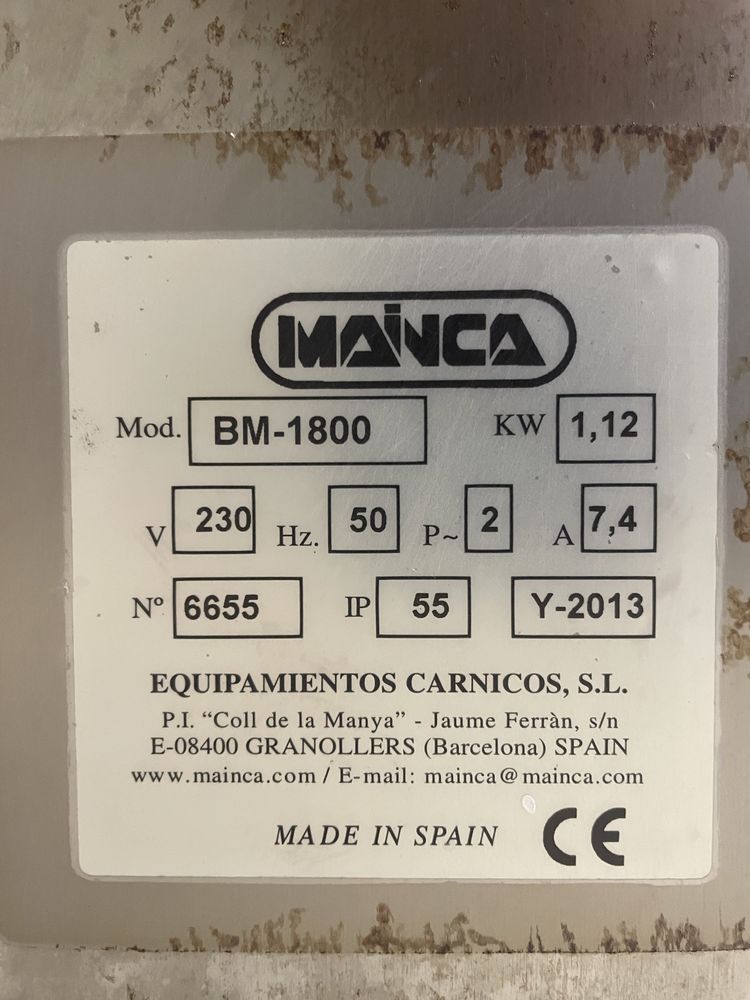 MAINCA
Mod. BM-1800 KW 1,12
V 230 Hz. 50 P~ 2 A 7,4
Nº 6655 IP 55 Y-2013
EQUIPAMIENTOS CARNICOS, S.L.
P.I. “Coll de la Manya” - Jaume Ferràn, s/n
E-08400 GRANOLLERS (Barcelona) SPAIN
www.mainca.com / E-mail: mainca@mainca.com
MADE IN SPAIN CE